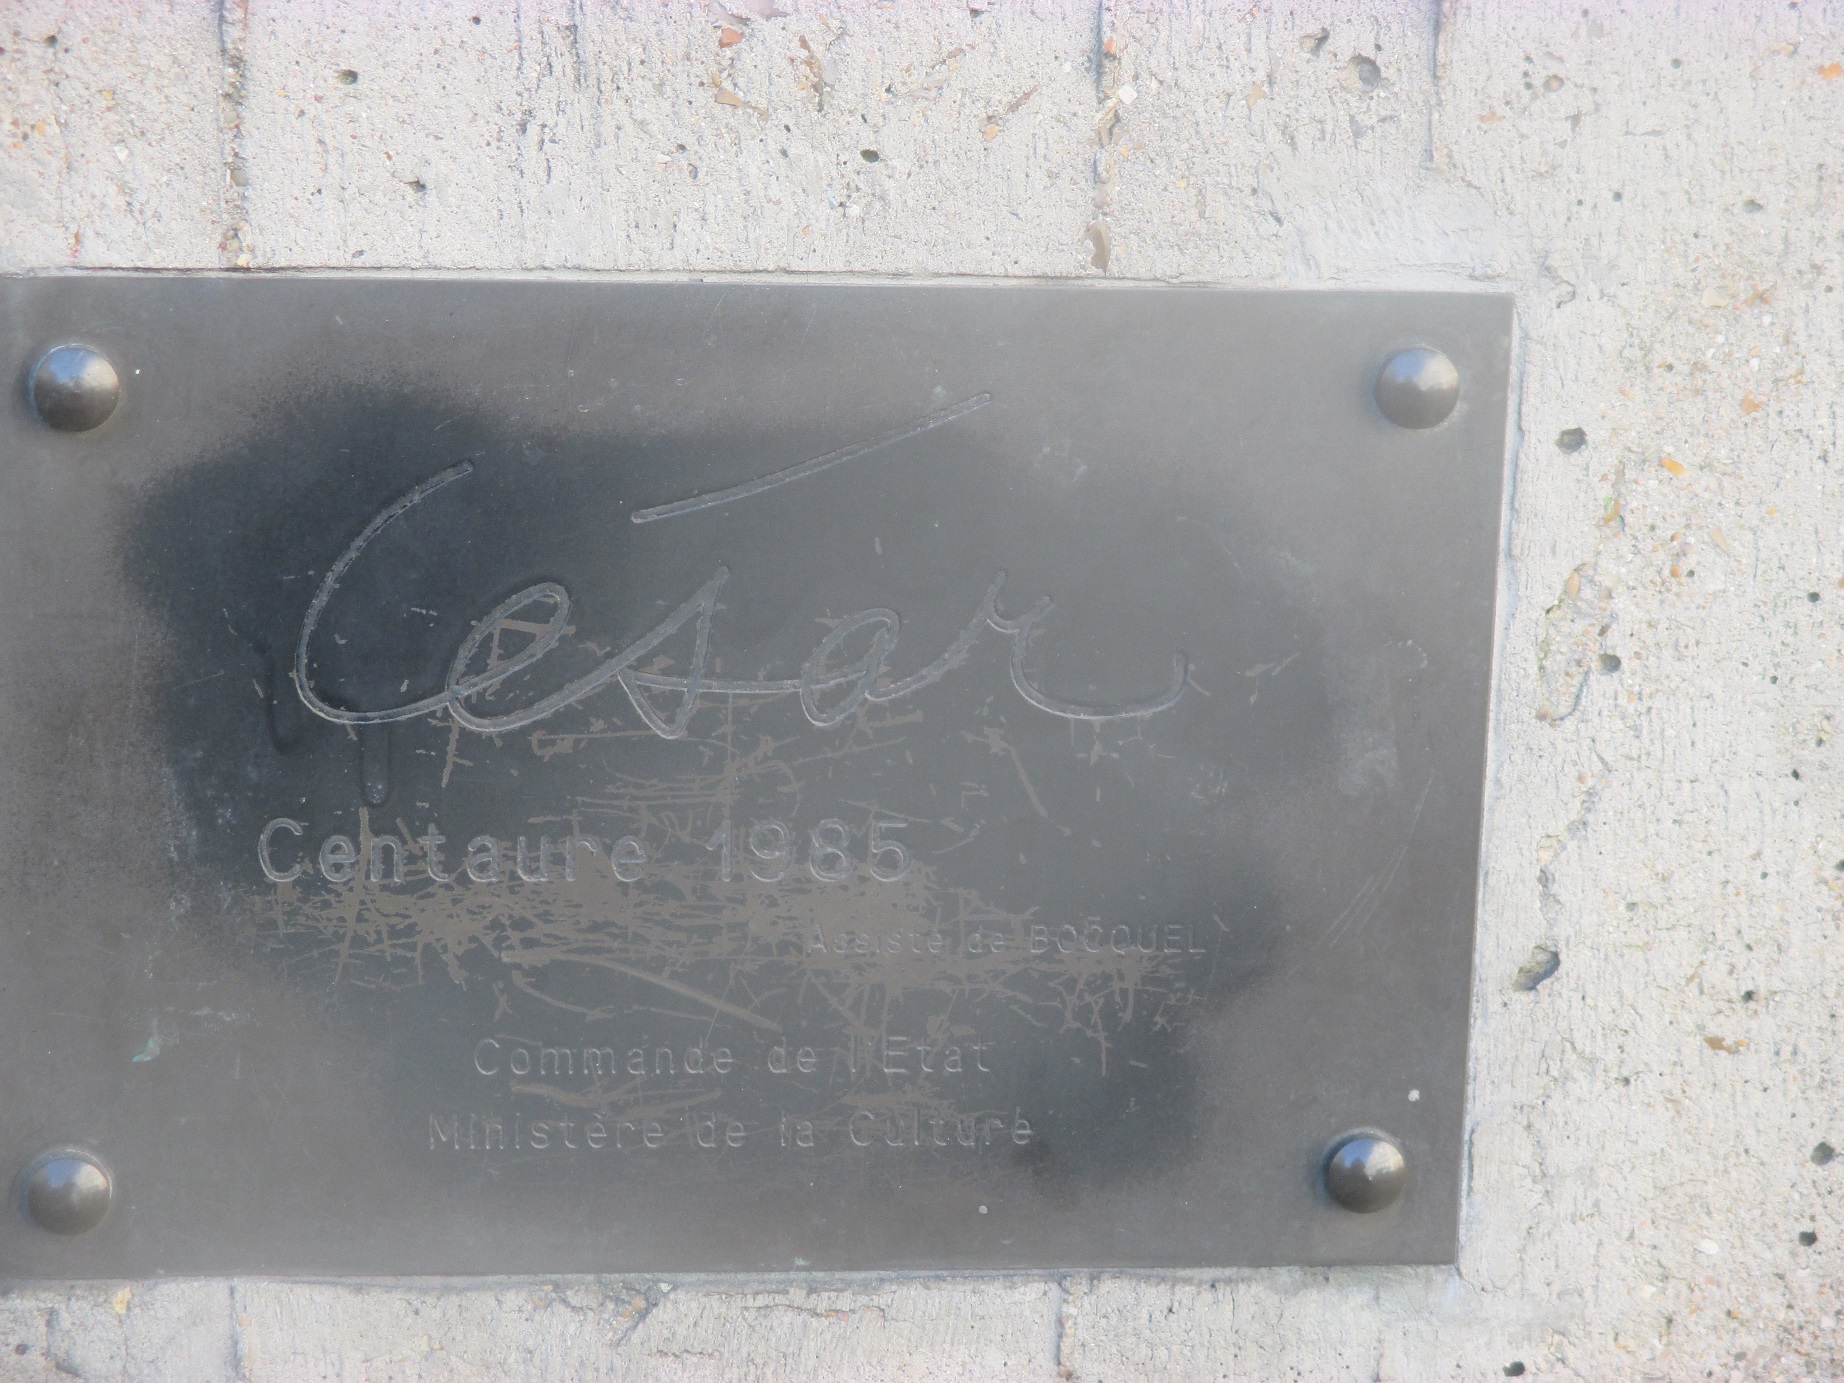 César
Centaure 1985
Assisté de BOCQUEL
Commande de l'Etat
Ministère de la Culture